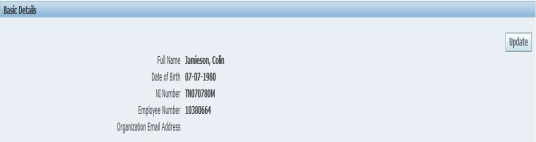 Basic Details
Update
Full Name Jamieson, Colin
Date of Birth 07-07-1980
NI Number TN070780M
Employee Number 10380664
Organization Email Address